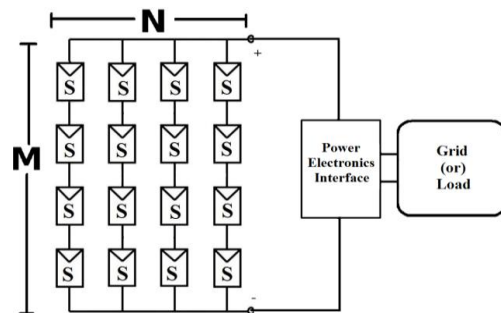 N
+
S S S S
M
S S S S
S S S S
S S S S
-
Power
Electronics
Interface
Grid
(or)
Load